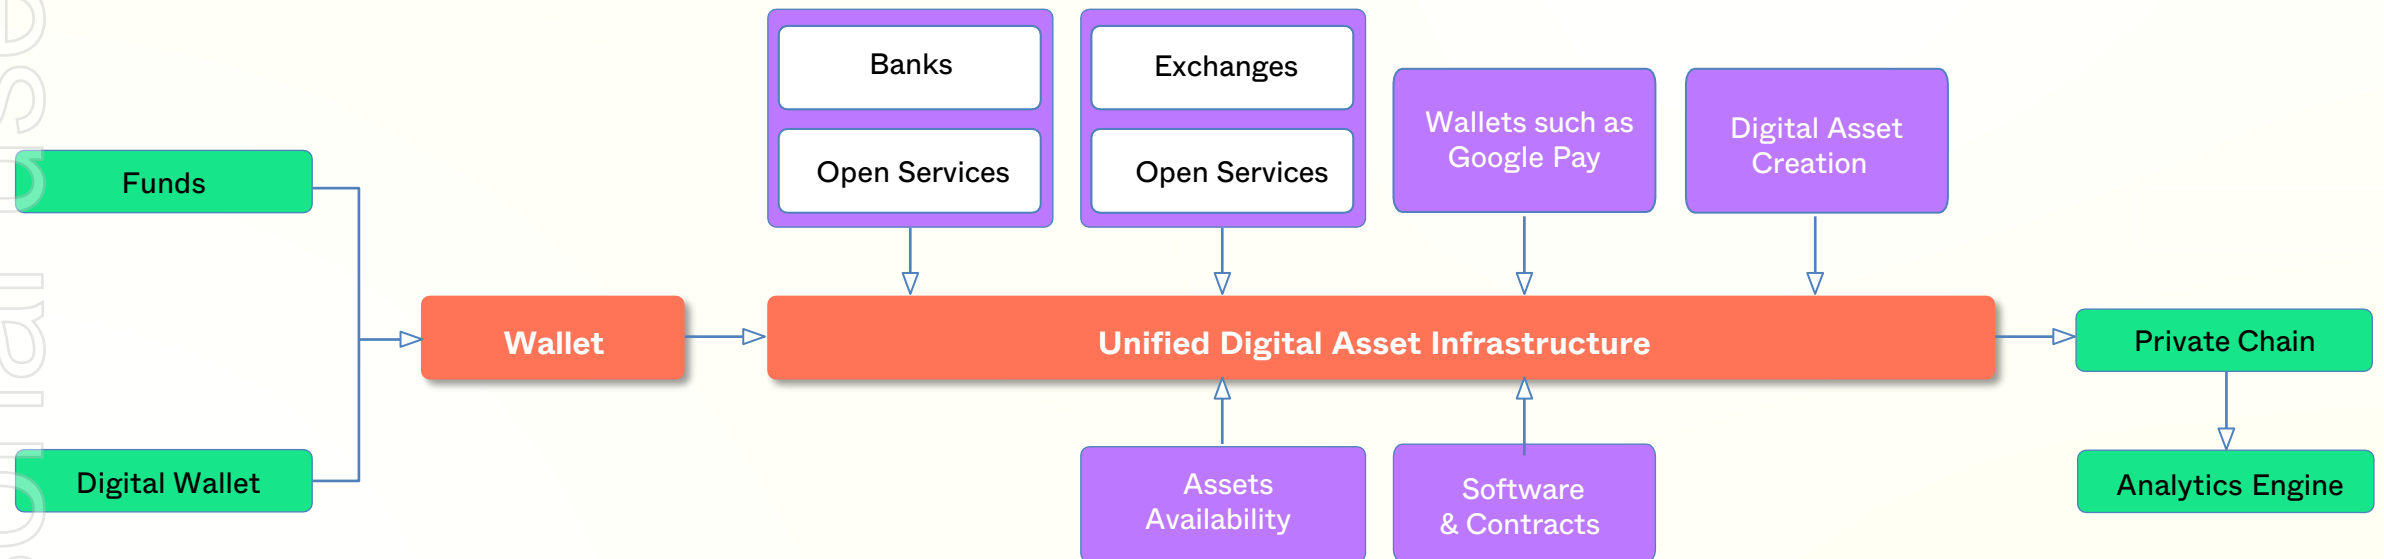 Banks
Open Services
Exchanges
Open Services
Wallets such as
Google Pay
Digital Asset
Creation
Funds
Wallet
Unified Digital Asset Infrastructure
Private Chain
Digital Wallet
Assets
Availability
Software
& Contracts
Analytics Engine